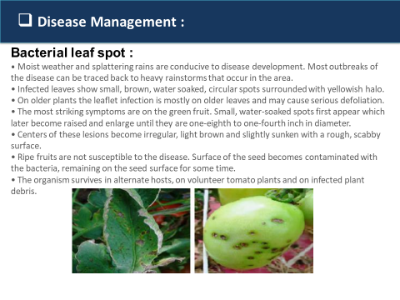 ❑ Disease Management :
Bacterial leaf spot :
• Moist weather and splattering rains are conducive to disease development. Most outbreaks of
the disease can be traced back to heavy rainstorms that occur in the area.
• Infected leaves show small, brown, water soaked, circular spots surrounded with yellowish halo.
• On older plants the leaflet infection is mostly on older leaves and may cause serious defoliation.
• The most striking symptoms are on the green fruit. Small, water-soaked spots first appear which
later become raised and enlarge until they are one-eighth to one-fourth inch in diameter.
• Centers of these lesions become irregular, light brown and slightly sunken with a rough, scabby
surface.
• Ripe fruits are not susceptible to the disease. Surface of the seed becomes contaminated with
the bacteria, remaining on the seed surface for some time.
• The organism survives in alternate hosts, on volunteer tomato plants and on infected plant
debris.